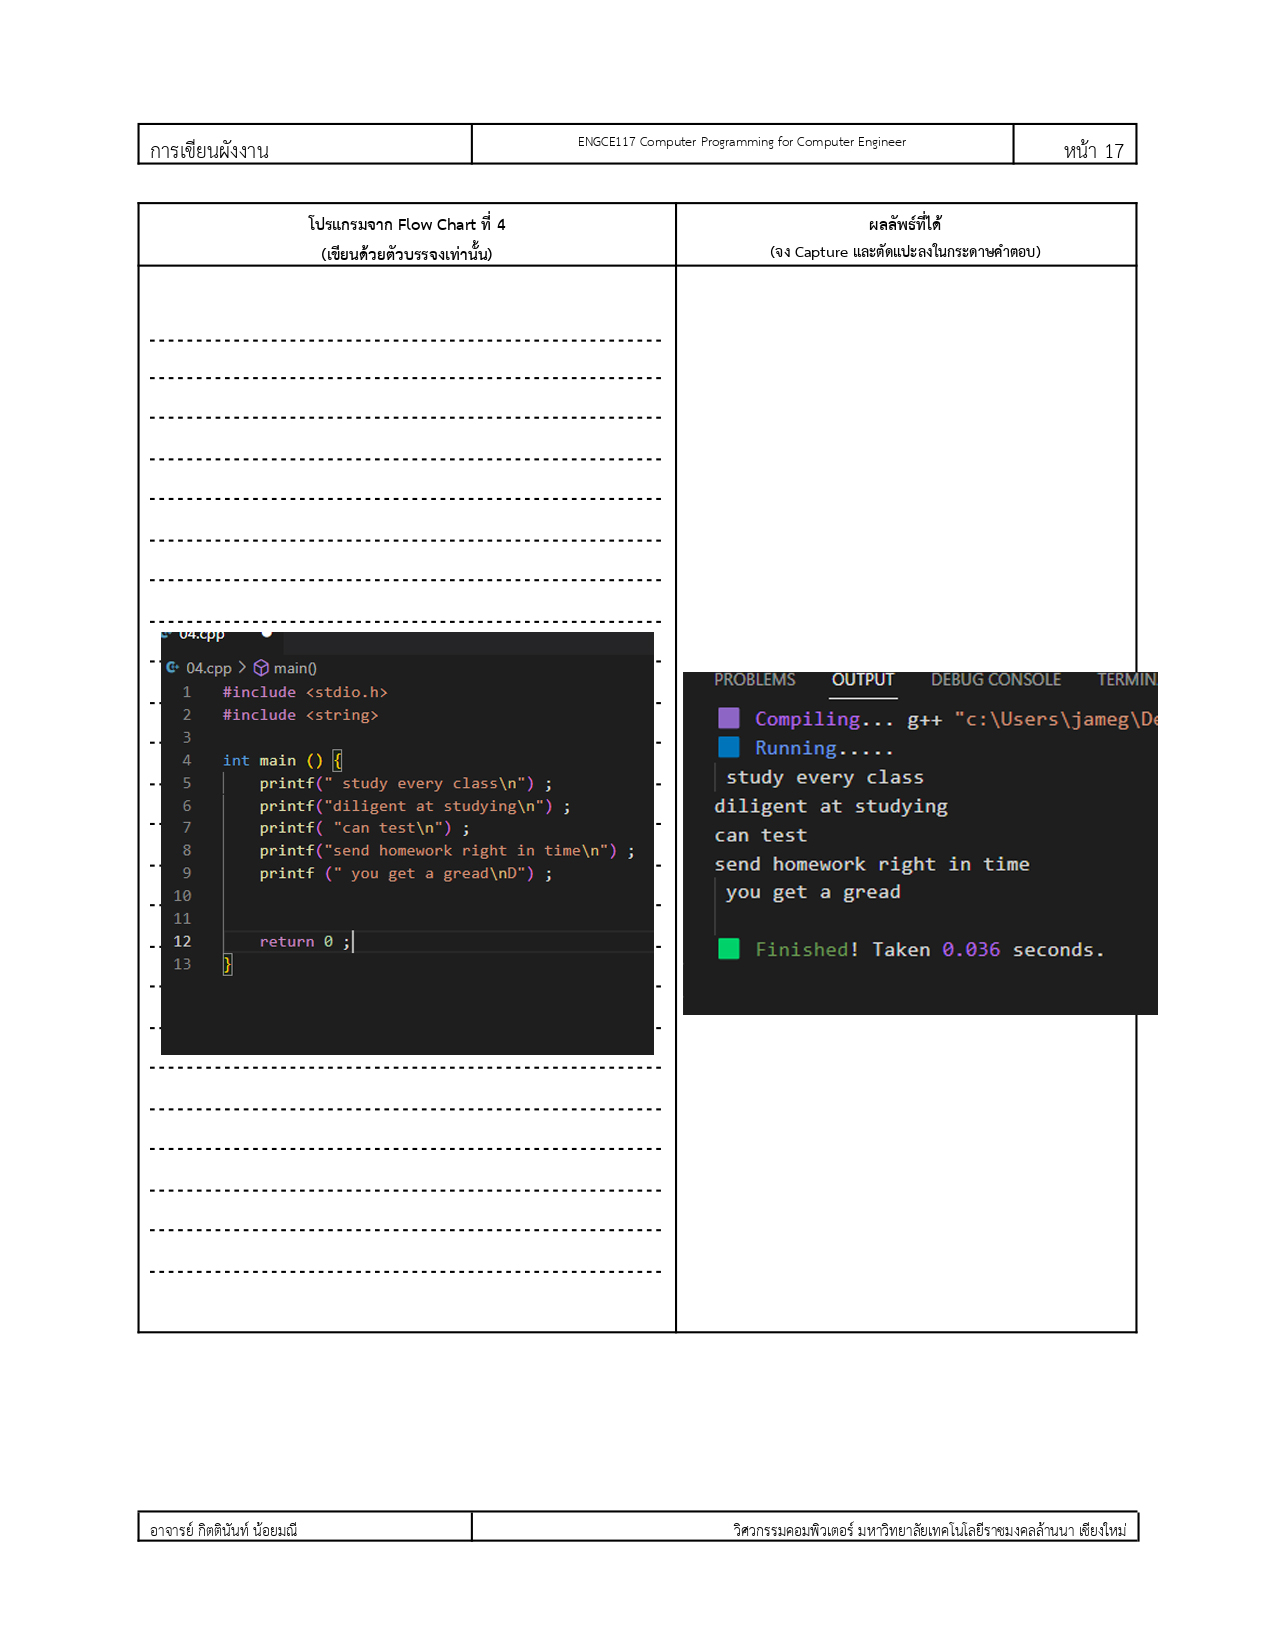 การเขียนผังงาน
ENGCE117 Computer Programming for Computer Engineer
หน้า 17
โปรแกรมจาก Flow Chart ที่ 4
(เขียนด้วยตัวบรรจงเท่านั้น)
ผลลัพธ์ที่ได้
(จง Capture และตัดแปะลงในกระดาษคำตอบ)
04.cpp
04.cpp > main()
1 #include <stdio.h>
2 #include <string>
3
4 int main () {
5 printf(" study every class\n") ;
6 printf("diligent at studying\n") ;
7 printf( "can test\n") ;
8 printf("send homework right in time\n") ;
9 printf (" you get a gread\nD") ;
10
11
12 return 0 ;
13 }
PROBLEMS OUTPUT DEBUG CONSOLE TERMIN
Compiling... g++ "c:\Users\jameg\De
Running.....
study every class
diligent at studying
can test
send homework right in time
you get a gread
Finished! Taken 0.036 seconds.
อาจารย์ กิตตินันท์ น้อยมณี
วิศวกรรมคอมพิวเตอร์ มหาวิทยาลัยเทคโนโลยีราชมงคลล้านนา เชียงใหม่